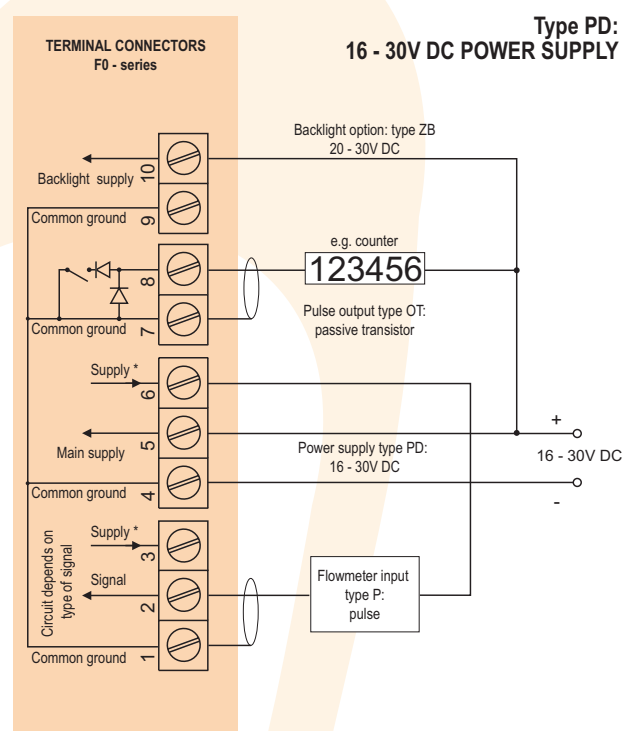 Type PD:
16 - 30V DC POWER SUPPLY
TERMINAL CONNECTORS
F0 - series
Backlight option: type ZB
20 - 30V DC
10
Backlight supply
9
Common ground
e.g. counter
123456
8
Pulse output type OT:
passive transistor
7
Common ground
Supply *
6
5
Main supply
Power supply type PD:
16 - 30V DC
+
16 - 30V DC
-
4
Common ground
Circuit depends on
type of signal
Supply *
3
Signal
2
Flowmeter input
type P:
pulse
1
Common ground